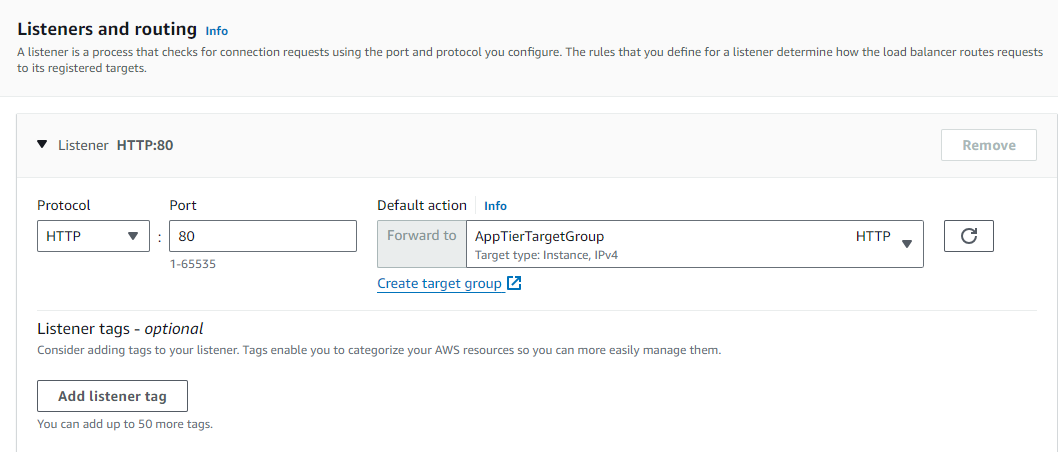 Listeners and routing Info
A listener is a process that checks for connection requests using the port and protocol you configure. The rules that you define for a listener determine how the load balancer routes requests
to its registered targets.
Listener HTTP:80
Remove
Protocol
Port
Default action Info
HTTP
:
80
Forward to
AppTierTargetGroup
HTTP
Target type: Instance, IPv4
1-65535
Create target group
Listener tags - optional
Consider adding tags to your listener. Tags enable you to categorize your AWS resources so you can more easily manage them.
Add listener tag
You can add up to 50 more tags.